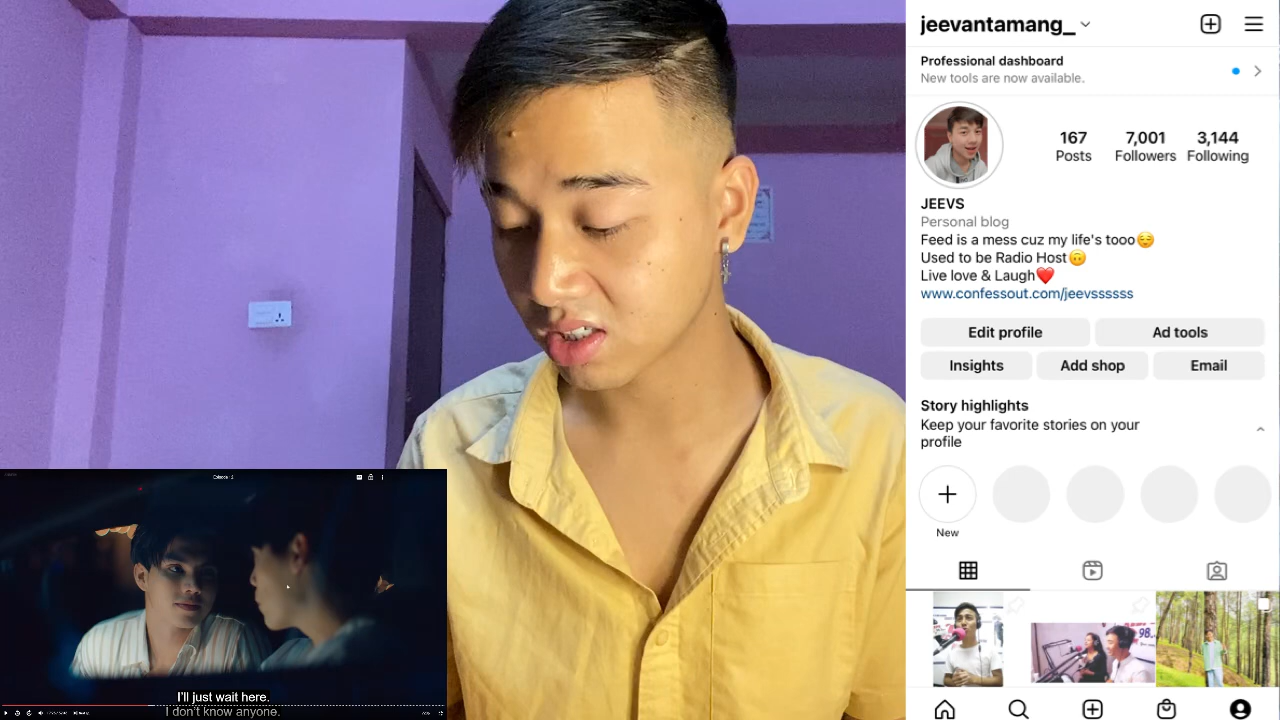 jeevantamang_
Professional dashboard
New tools are now available.
167
7,001
3,144
Posts
Followers
Following
JEEVS
Personal blog
Feed is a mess cuz my life's tooo😌
Used to be Radio Host🙃
Live love & Laugh❤️
www.confessout.com/jeevssssss
Edit profile
Ad tools
Insights
Add shop
Email
Story highlights
Keep your favorite stories on your
profile
New
98.
Episode 2
I'll just wait here.
I don't know anyone.